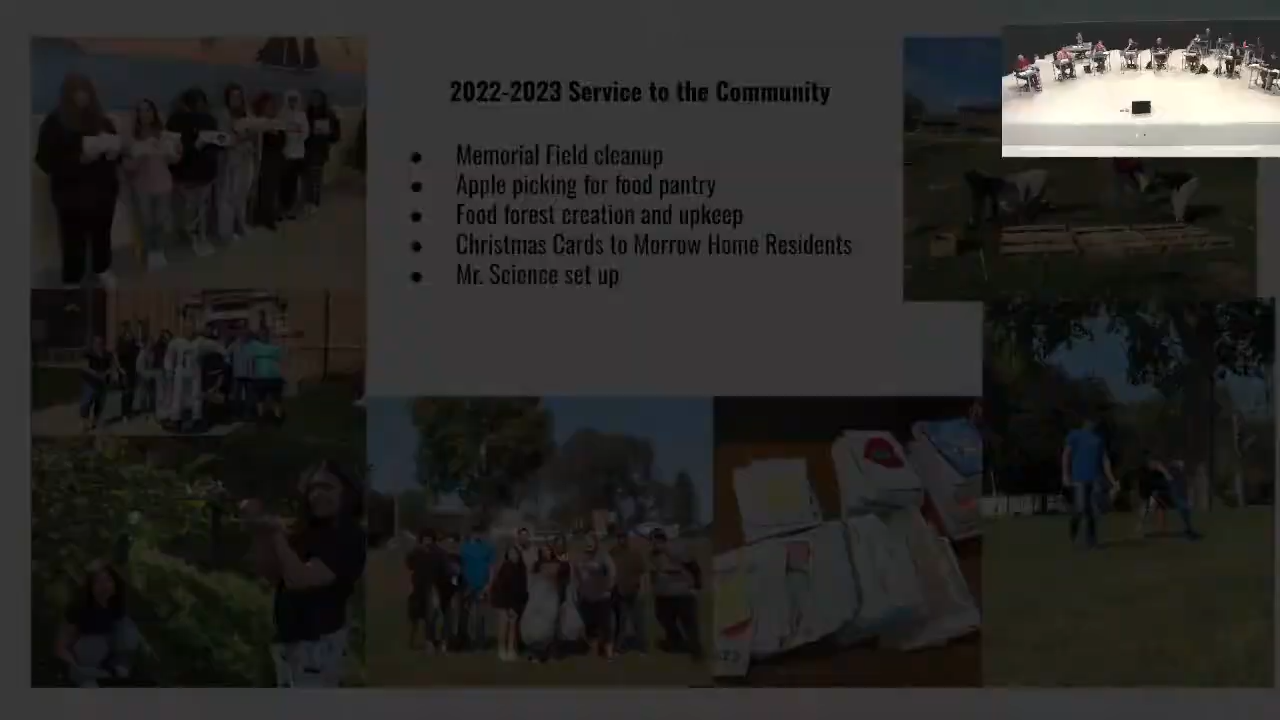 2022-2023 Service to the Community
● Memorial Field cleanup
● Apple picking for food pantry
● Food forest creation and upkeep
● Christmas Cards to Morrow Home Residents
● Mr. Science set up